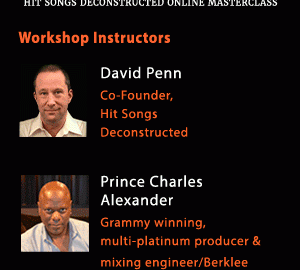 HIT SONGS DECONSTRUCTED ONLINE MASTERCLASS
Workshop Instructors
David Penn
Co-Founder,
Hit Songs
Deconstructed
Prince Charles
Alexander
Grammy winning,
multi-platinum producer &
mixing engineer/Berklee